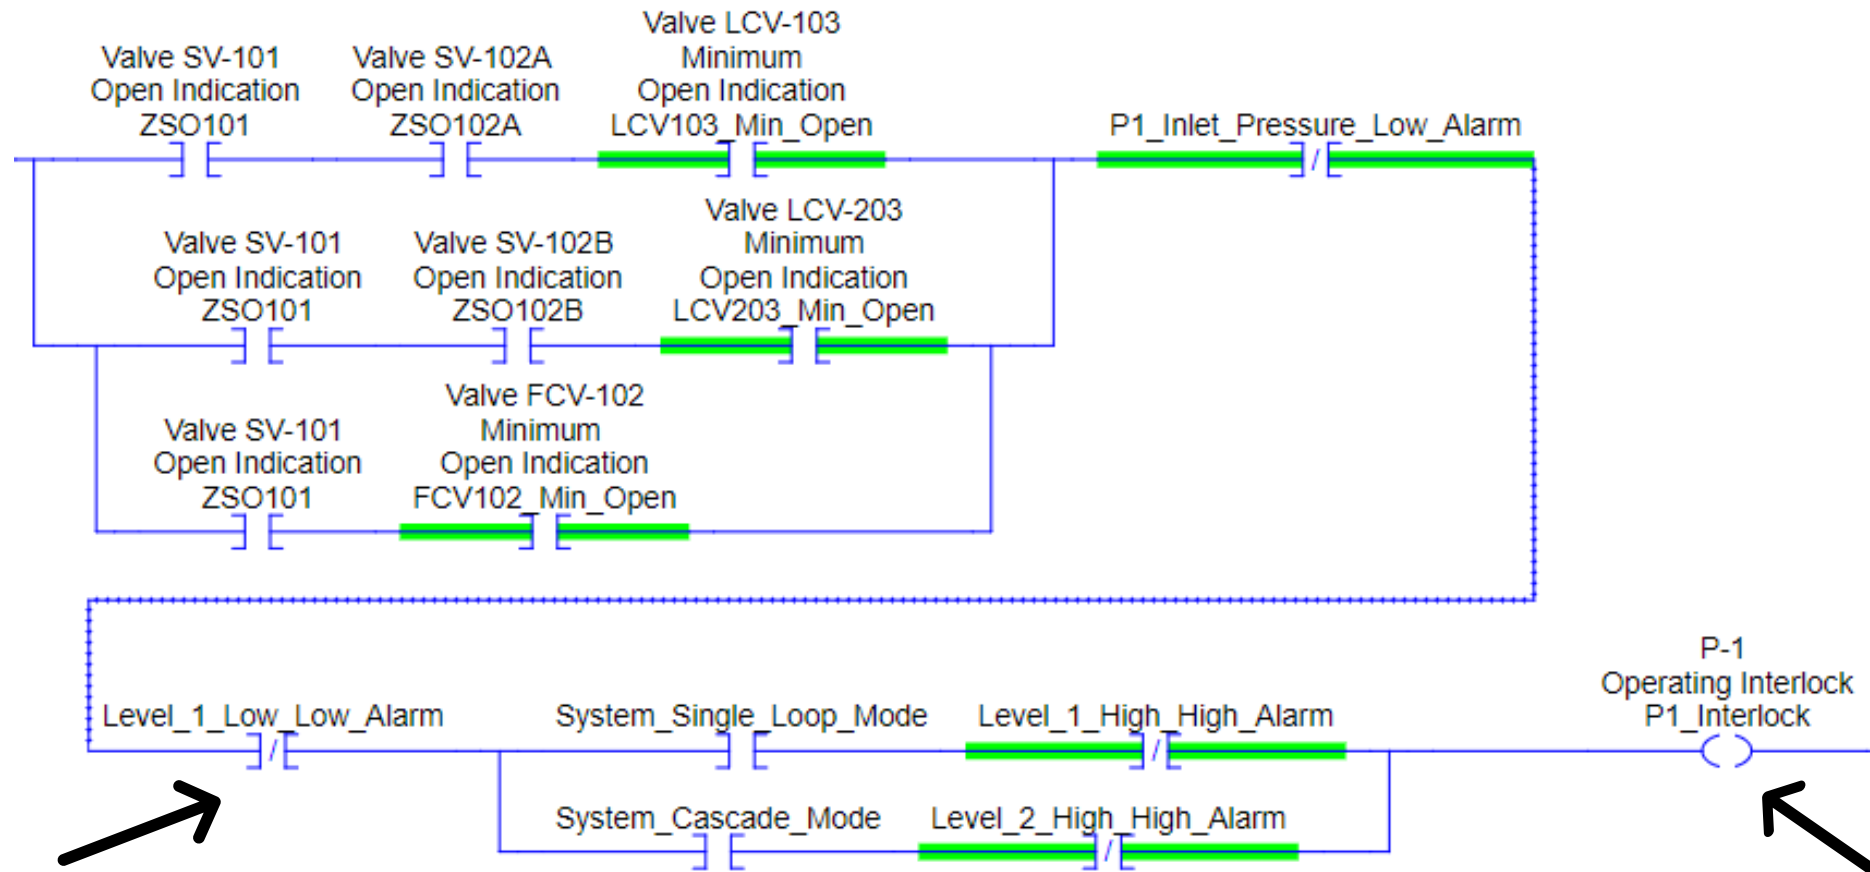 Valve SV-101
Open Indication
ZSO101
Valve SV-102A
Open Indication
ZSO102A
Valve LCV-103
Minimum
Open Indication
LCV103_Min_Open
P1_Inlet_Pressure_Low_Alarm
Valve SV-101
Open Indication
ZSO101
Valve SV-102B
Open Indication
ZSO102B
Valve LCV-203
Minimum
Open Indication
LCV203_Min_Open
Valve SV-101
Open Indication
ZSO101
Valve FCV-102
Minimum
Open Indication
FCV102_Min_Open
Level_1_Low_Low_Alarm
System_Single_Loop_Mode
Level_1_High_High_Alarm
P-1
Operating Interlock
P1_Interlock
System_Cascade_Mode
Level_2_High_High_Alarm